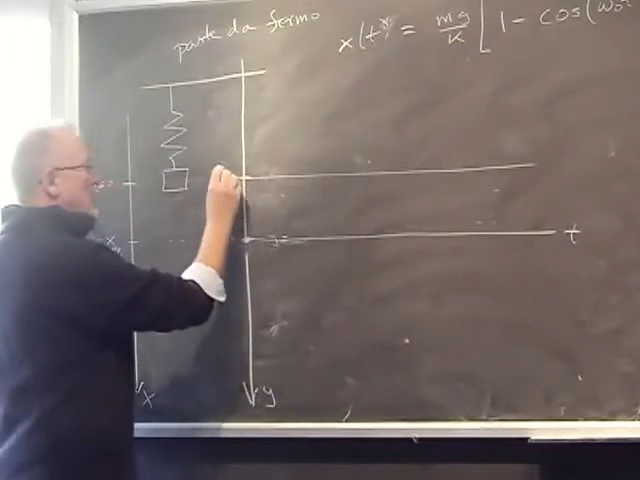 parte da fermo
x(t) = mg/K [1 - cos(ω₀t
t
x
y